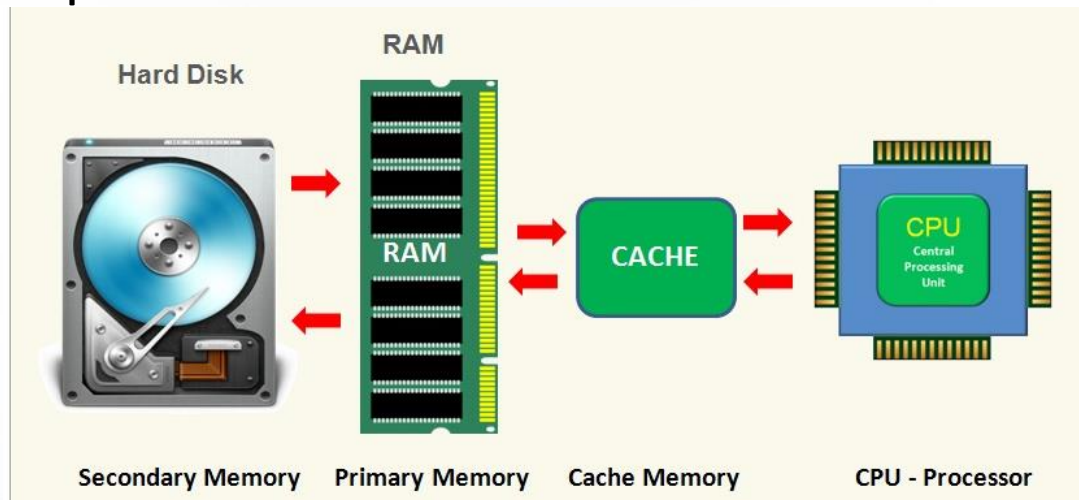 RAM
Hard Disk
RAM
CACHE
CPU
Central
Processing
Unit
Secondary Memory Primary Memory Cache Memory CPU - Processor